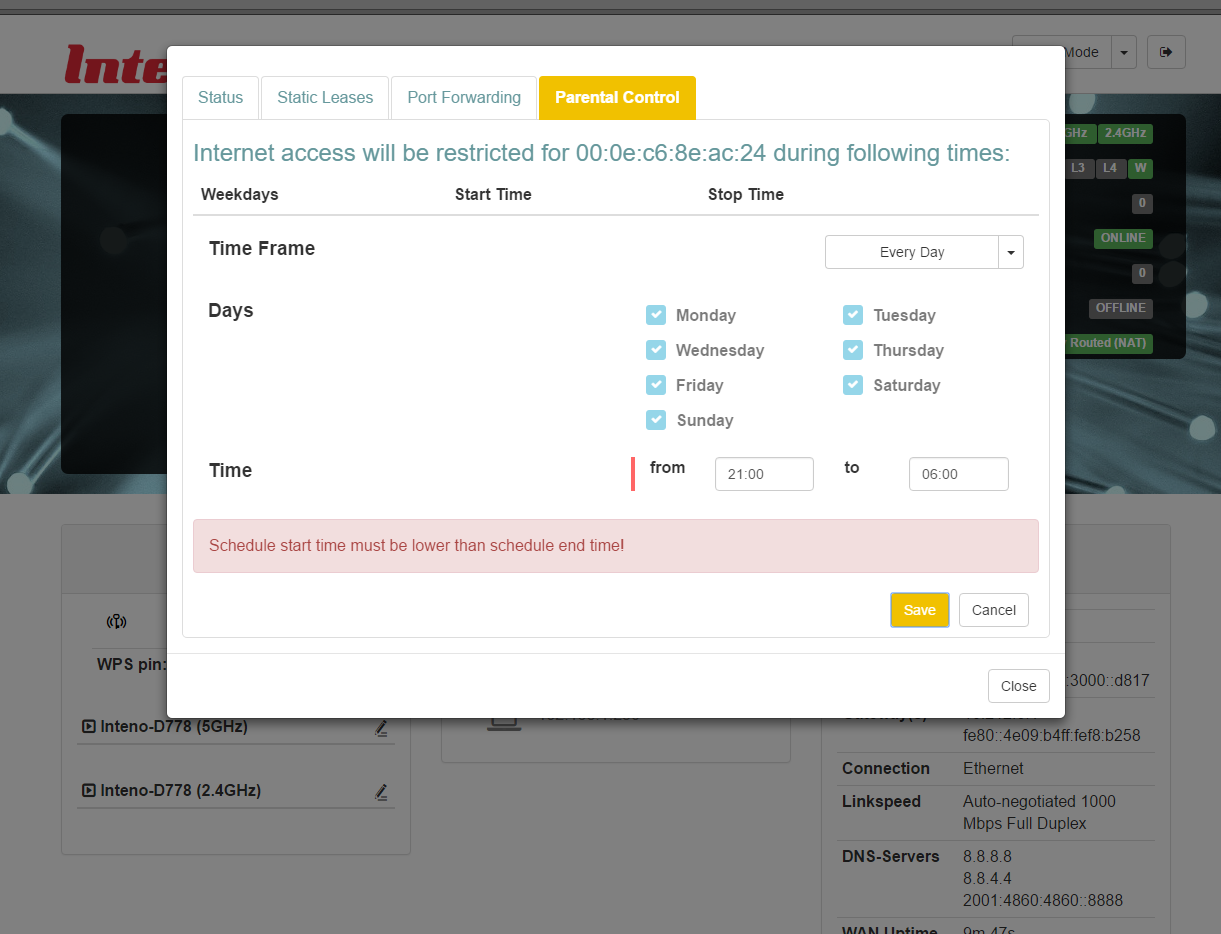 Inte
Mode
Status
Static Leases
Port Forwarding
Parental Control
Internet access will be restricted for 00:0e:c6:8e:ac:24 during following times:
Weekdays Start Time Stop Time
Time Frame
Every Day
Days
Monday Tuesday
Wednesday Thursday
Friday Saturday
Sunday
Time
from 21:00 to 06:00
Schedule start time must be lower than schedule end time!
Save Cancel
Close
GHz 2.4GHz
L3 L4 W
0
ONLINE
0
OFFLINE
Routed (NAT)
WPS pin:
Inteno-D778 (5GHz)
Inteno-D778 (2.4GHz)
:3000::d817
fe80::4e09:b4ff:fef8:b258
Connection Ethernet
Linkspeed Auto-negotiated 1000
Mbps Full Duplex
DNS-Servers 8.8.8.8
8.8.4.4
2001:4860:4860::8888
WAN Uptime 9m 47s